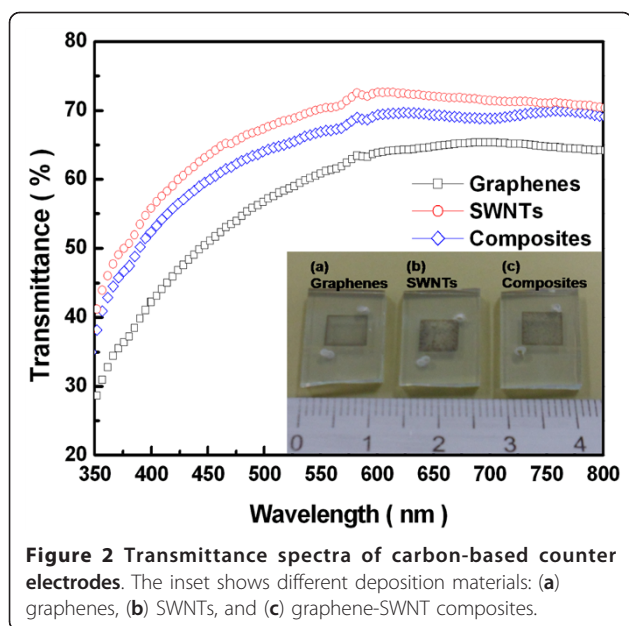 80
70
60
50
40
30
20
Transmittance ( % )
Graphenes
SWNTs
Composites
(a) Graphenes
(b) SWNTs
(c) Composites
0 1 2 3 4
350 400 450 500 550 600 650 700 750 800
Wavelength ( nm )
Figure 2 Transmittance spectra of carbon-based counter
electrodes. The inset shows different deposition materials: (a)
graphenes, (b) SWNTs, and (c) graphene-SWNT composites.